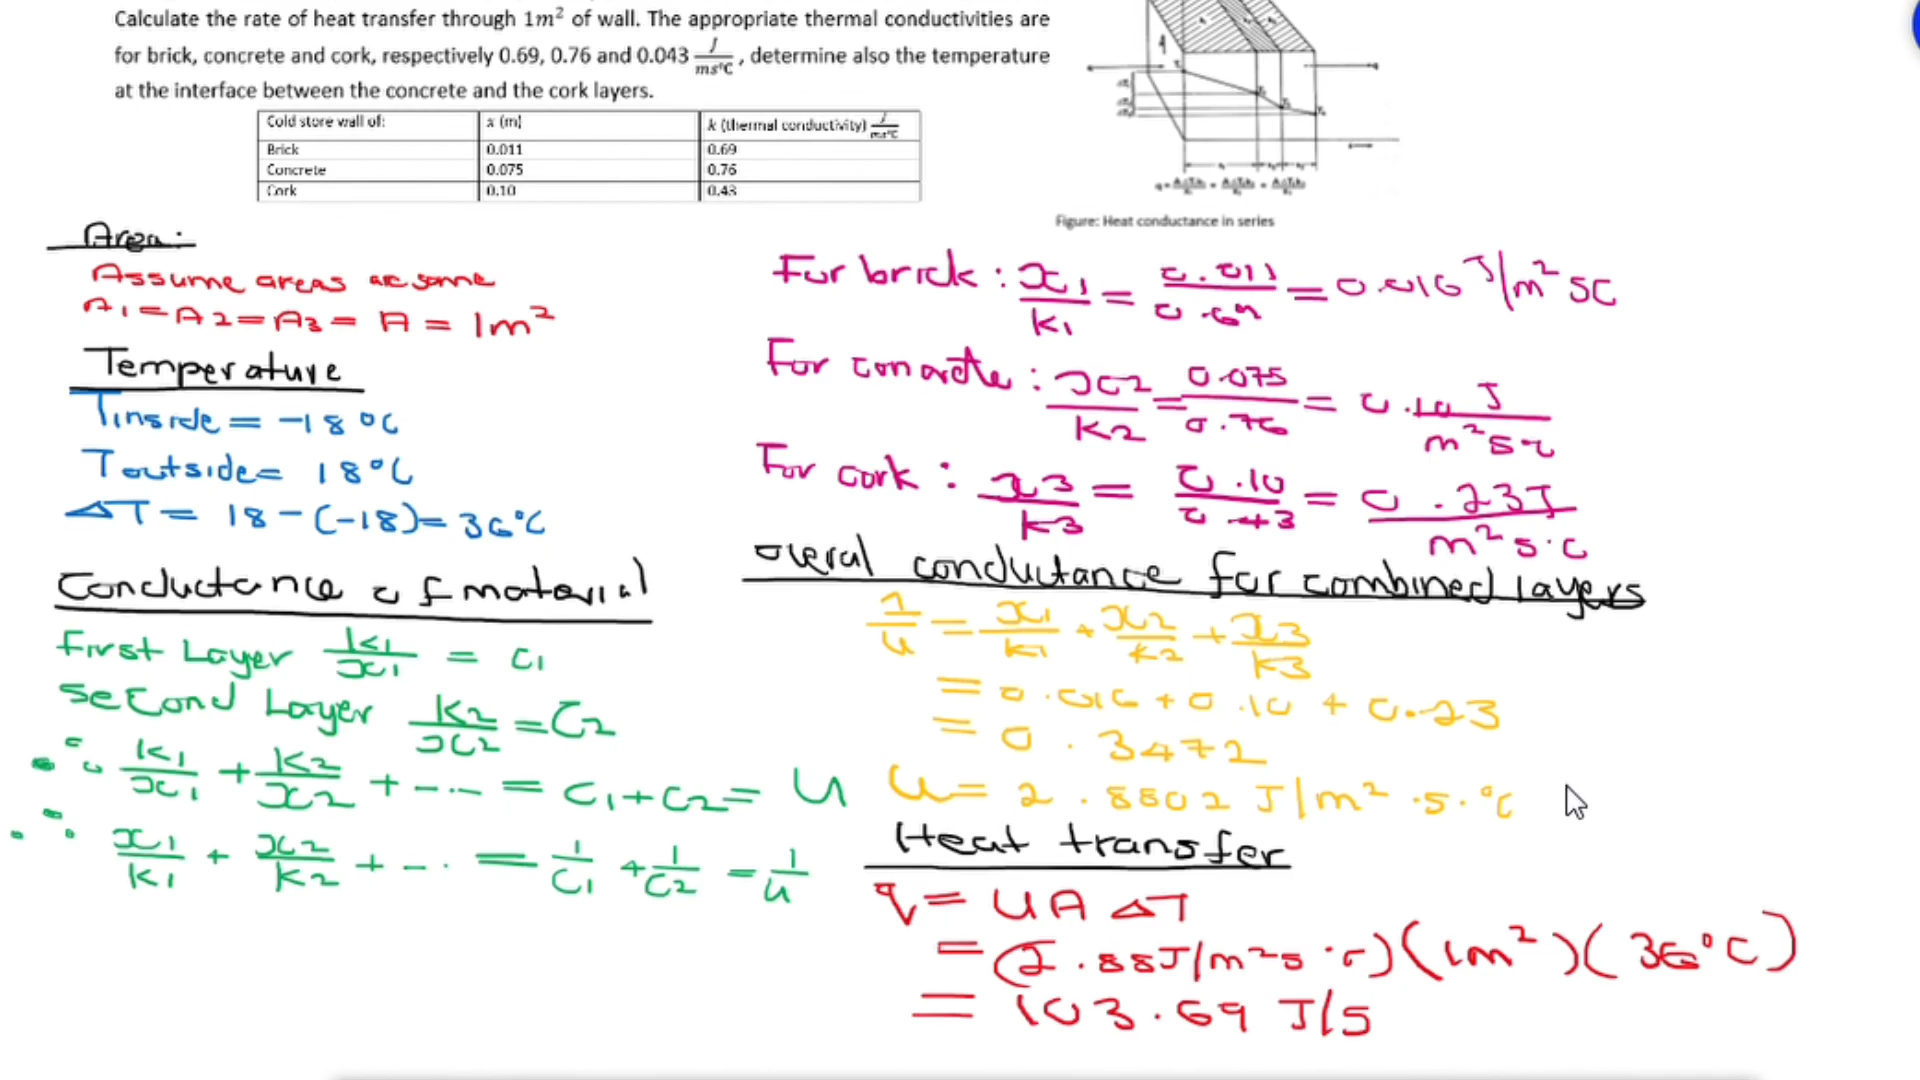 Calculate the rate of heat transfer through 1m² of wall. The appropriate thermal conductivities are
for brick, concrete and cork, respectively 0.69, 0.76 and 0.043 J/ms°C, determine also the temperature
at the interface between the concrete and the cork layers.
Cold store wall of: x (m) k (thermal conductivity) J/ms°C
Brick 0.011 0.69
Concrete 0.075 0.76
Cork 0.10 0.43
Figure: Heat conductance in series
Area:
Assume areas are same
A1=A2=A3=A=1m²
Temperature
Tinside = -18°C
Toutside= 18°C
ΔT = 18-(-18)=36°C
Conductance of material
First Layer k1/x1 = C1
Second Layer k2/x2 = C2
∴ k1/x1 + k2/x2 + ---- = C1+C2= U
∴ x1/k1 + x2/k2 + -- . = 1/C1 + 1/C2 = 1/U
For brick : x1/k1 = 0.011/0.69 = 0.016 J/m² s C
For concrete : x2/k2 = 0.075/0.76 = 0.10 J/m² s C
For cork : x3/k3 = 0.10/0.43 = 0.23J/m² s·C
overal conductance for combined layers
1/U = x1/k1 + x2/k2 + x3/k3
= 0.016+0.10+0.23
= 0.3472
U= 2.8802 J/m²·s·°C
Heat transfer
q= UAΔT
= (2.88J/m²s·C)(1m²)(36°C)
= 103.69 J/s